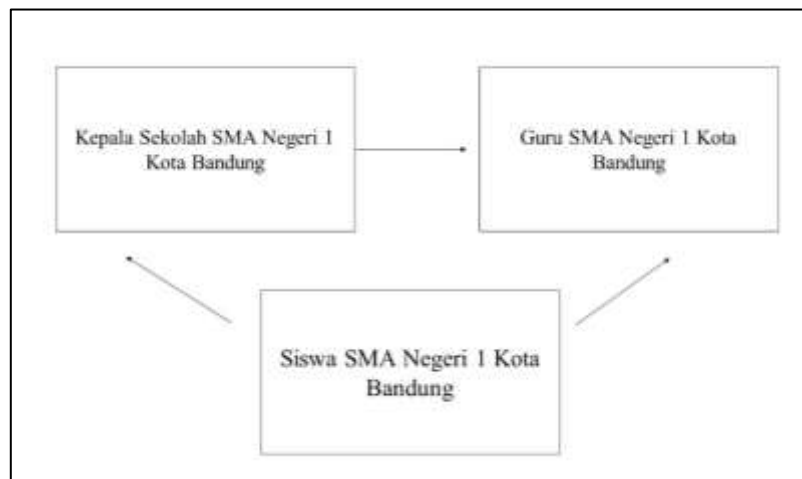 Kepala Sekolah SMA Negeri 1
Kota Bandung
Guru SMA Negeri 1 Kota
Bandung
Siswa SMA Negeri 1 Kota
Bandung